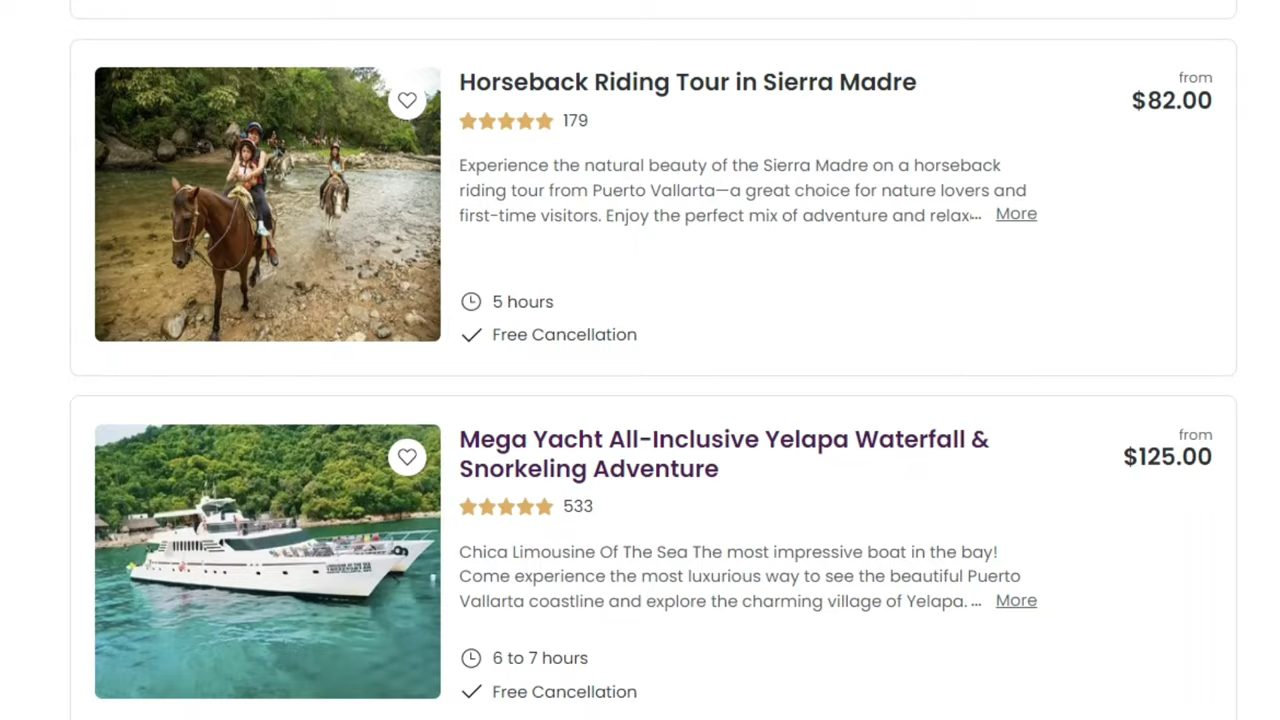 Horseback Riding Tour in Sierra Madre
from
$82.00
179
Experience the natural beauty of the Sierra Madre on a horseback
riding tour from Puerto Vallarta—a great choice for nature lovers and
first-time visitors. Enjoy the perfect mix of adventure and relax... More
5 hours
Free Cancellation
Mega Yacht All-Inclusive Yelapa Waterfall &
Snorkeling Adventure
from
$125.00
533
Chica Limousine Of The Sea The most impressive boat in the bay!
Come experience the most luxurious way to see the beautiful Puerto
Vallarta coastline and explore the charming village of Yelapa. ... More
6 to 7 hours
Free Cancellation